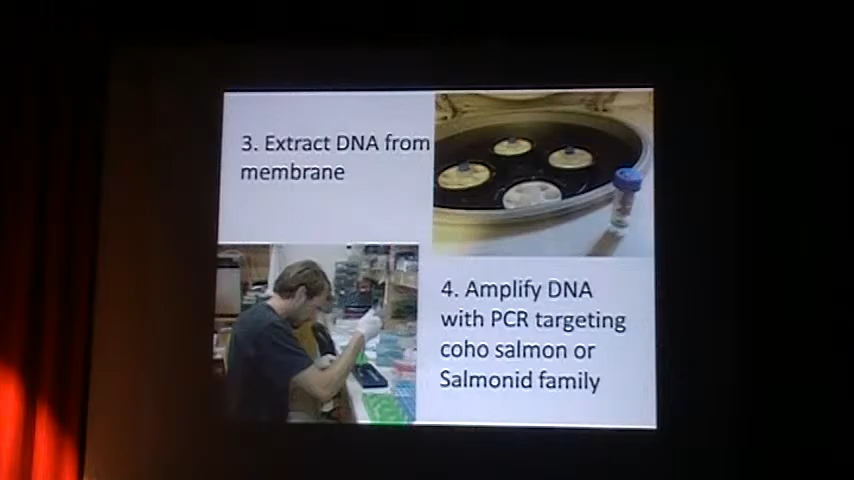 3. Extract DNA from
membrane
4. Amplify DNA
with PCR targeting
coho salmon or
Salmonid family